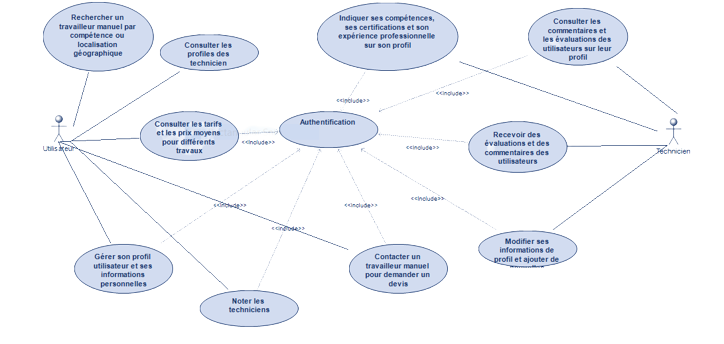 Rechercher un
travailleur manuel par
compétence ou
localisation
géographique
Consulter les
profiles des
technicien
Indiquer ses compétences,
ses certifications et son
expérience professionnelle
sur son profil
Consulter les
commentaires et
les évaluations des
utilisateurs sur leur
profil
<<include>>
<<include>>
Utilisateur
Consulter les tarifs
et les prix moyens
pour différents
travaux
<<include>>
Authentification
<<include>>
Recevoir des
évaluations et des
commentaires des
utilisateurs
Technicien
<<include>>
<<include>>
<<include>>
<<include>>
Gérer son profil
utilisateur et ses
informations
personnelles
Noter les
techniciens
Contacter un
travailleur manuel
pour demander un
devis
Modifier ses
informations de
profil et ajouter de